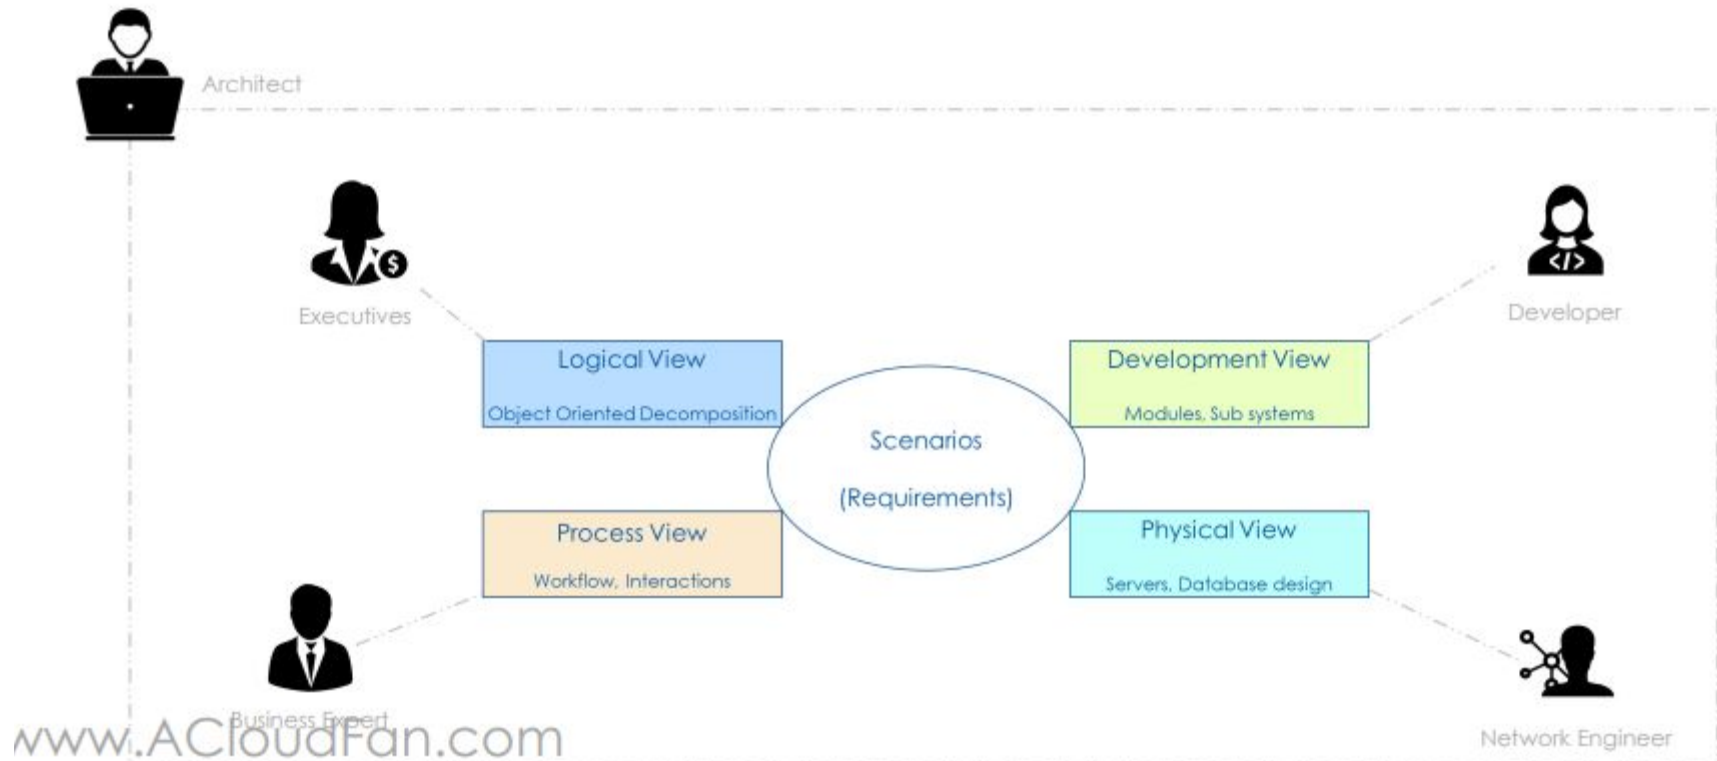 Architect
Executives
Developer
Logical View
Object Oriented Decomposition
Development View
Modules, Sub systems
Scenarios
(Requirements)
Process View
Workflow, Interactions
Physical View
Servers, Database design
$
</>
Business Expert
www.ACloudFan.com
Network Engineer